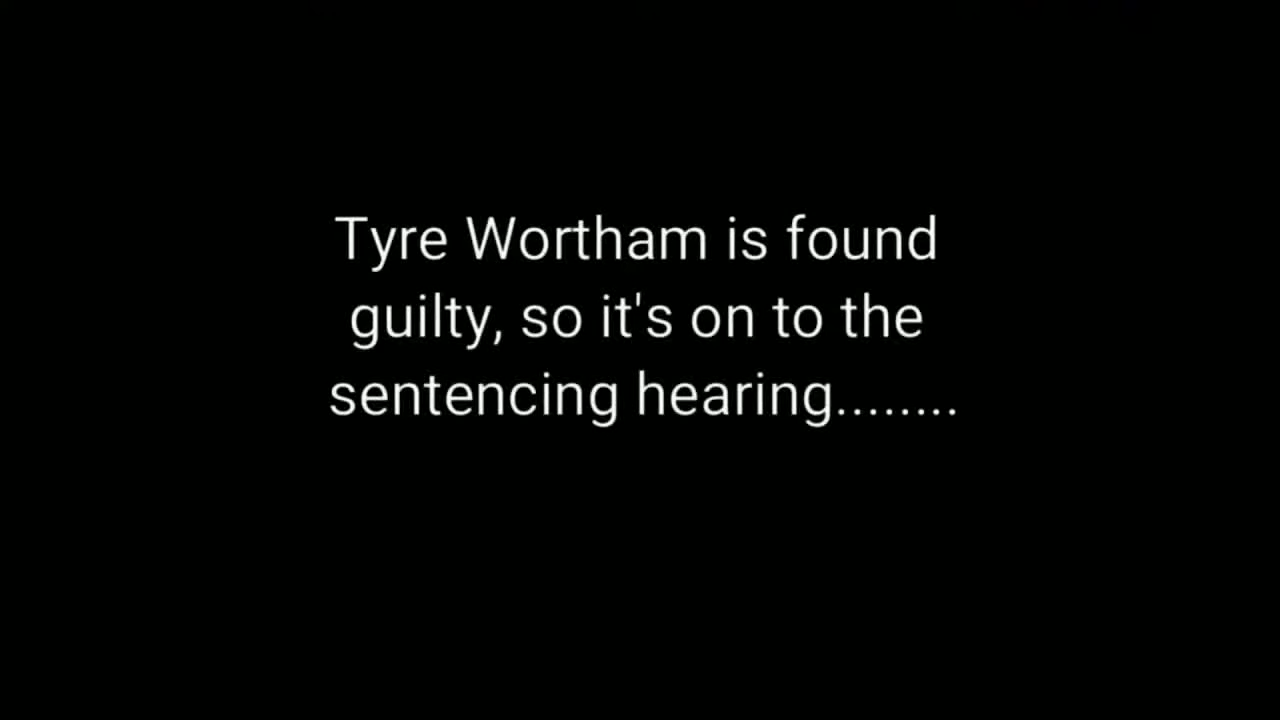 Tyre Wortham is found
guilty, so it's on to the
sentencing hearing........